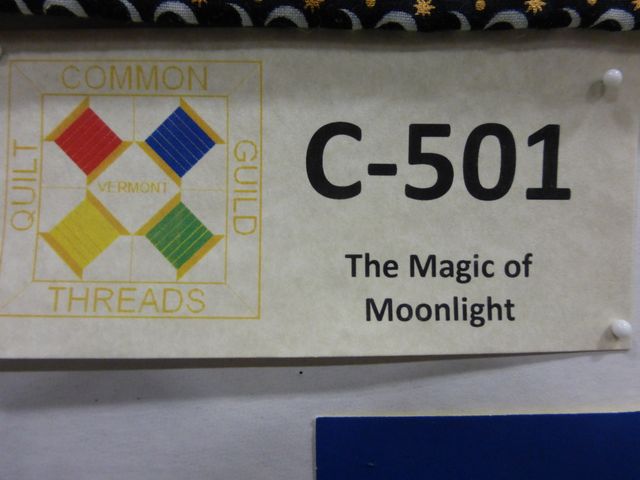 COMMON
QUILT
VERMONT
GUILD
THREADS
C-501
The Magic of
Moonlight